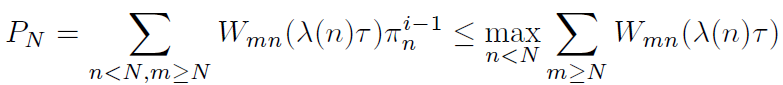 $P_N = \sum_{n<N, m\geq N} W_{mn}(\lambda(n)\tau)\pi_n^{i-1} \leq \max_{n<N} \sum_{m\geq N} W_{mn}(\lambda(n)\tau)$